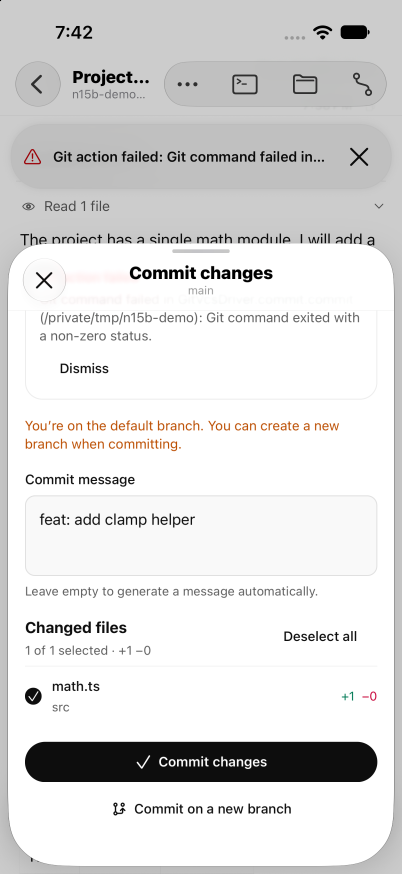 7:42
Project...
n15b-demo...
Git action failed: Git command failed in...
Read 1 file
The project has a single math module. I will add a
Commit changes
main
(/private/tmp/n15b-demo): Git command exited with
a non-zero status.
Dismiss
You’re on the default branch. You can create a new
branch when committing.
Commit message
feat: add clamp helper
Leave empty to generate a message automatically.
Changed files
Deselect all
1 of 1 selected · +1 −0
math.ts
+1 −0
src
Commit changes
Commit on a new branch